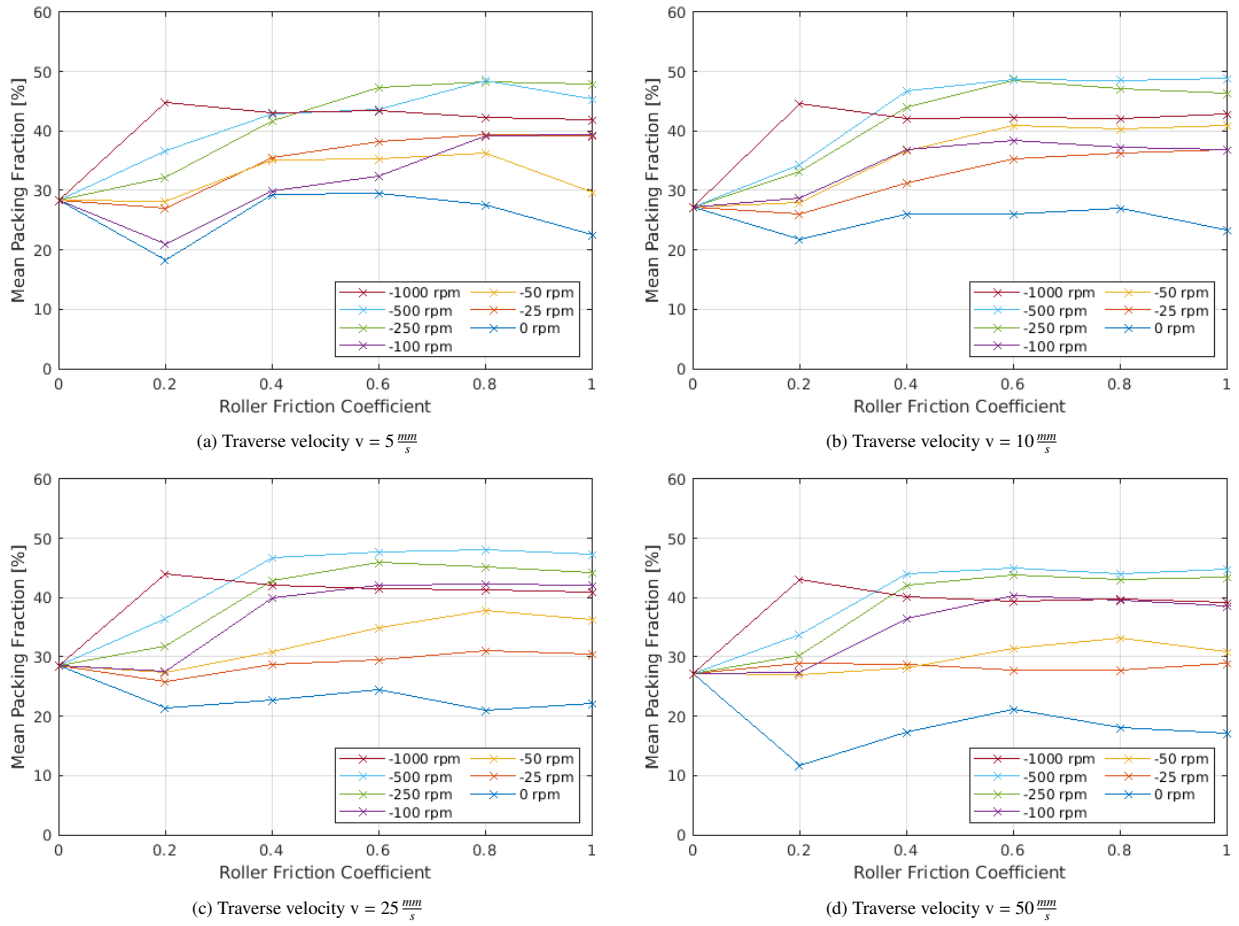 60
50
40
30
20
10
0
Mean Packing Fraction [%]
-1000 rpm
-50 rpm
-500 rpm
-25 rpm
-250 rpm
0 rpm
-100 rpm
0 0.2 0.4 0.6 0.8 1
Roller Friction Coefficient
(a) Traverse velocity v = 5 mm/s
60
50
40
30
20
10
0
Mean Packing Fraction [%]
-1000 rpm
-50 rpm
-500 rpm
-25 rpm
-250 rpm
0 rpm
-100 rpm
0 0.2 0.4 0.6 0.8 1
Roller Friction Coefficient
(b) Traverse velocity v = 10 mm/s
60
50
40
30
20
10
0
Mean Packing Fraction [%]
-1000 rpm
-50 rpm
-500 rpm
-25 rpm
-250 rpm
0 rpm
-100 rpm
0 0.2 0.4 0.6 0.8 1
Roller Friction Coefficient
(c) Traverse velocity v = 25 mm/s
60
50
40
30
20
10
0
Mean Packing Fraction [%]
-1000 rpm
-50 rpm
-500 rpm
-25 rpm
-250 rpm
0 rpm
-100 rpm
0 0.2 0.4 0.6 0.8 1
Roller Friction Coefficient
(d) Traverse velocity v = 50 mm/s